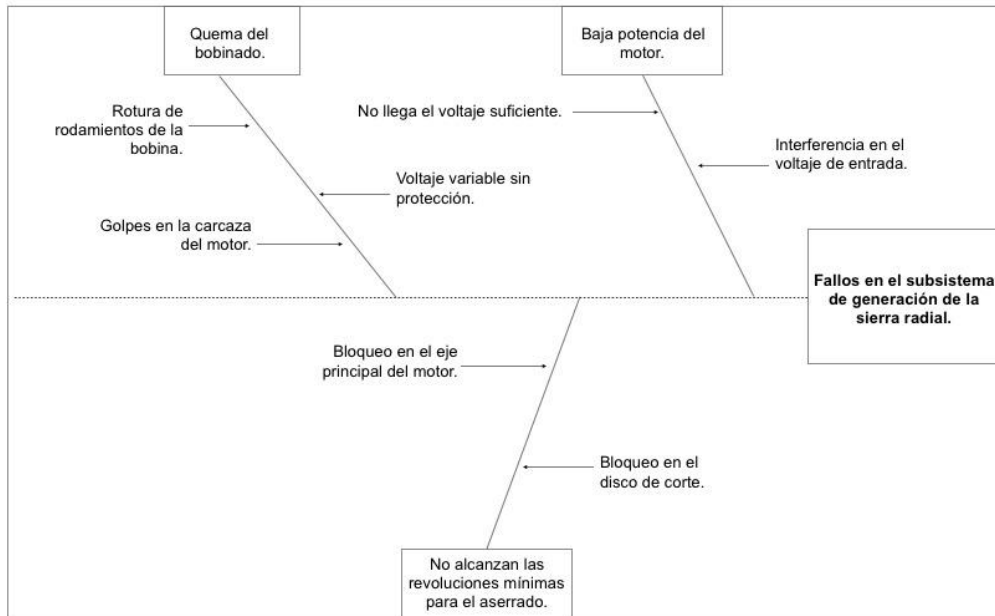 Quema del
bobinado.
Baja potencia del
motor.
Rotura de
rodamientos de la
bobina.
No llega el voltaje suficiente.
Interferencia en el
voltaje de entrada.
Voltaje variable sin
protección.
Golpes en la carcaza
del motor.
Fallos en el subsistema
de generación de la
sierra radial.
Bloqueo en el eje
principal del motor.
Bloqueo en el
disco de corte.
No alcanzan las
revoluciones mínimas
para el aserrado.